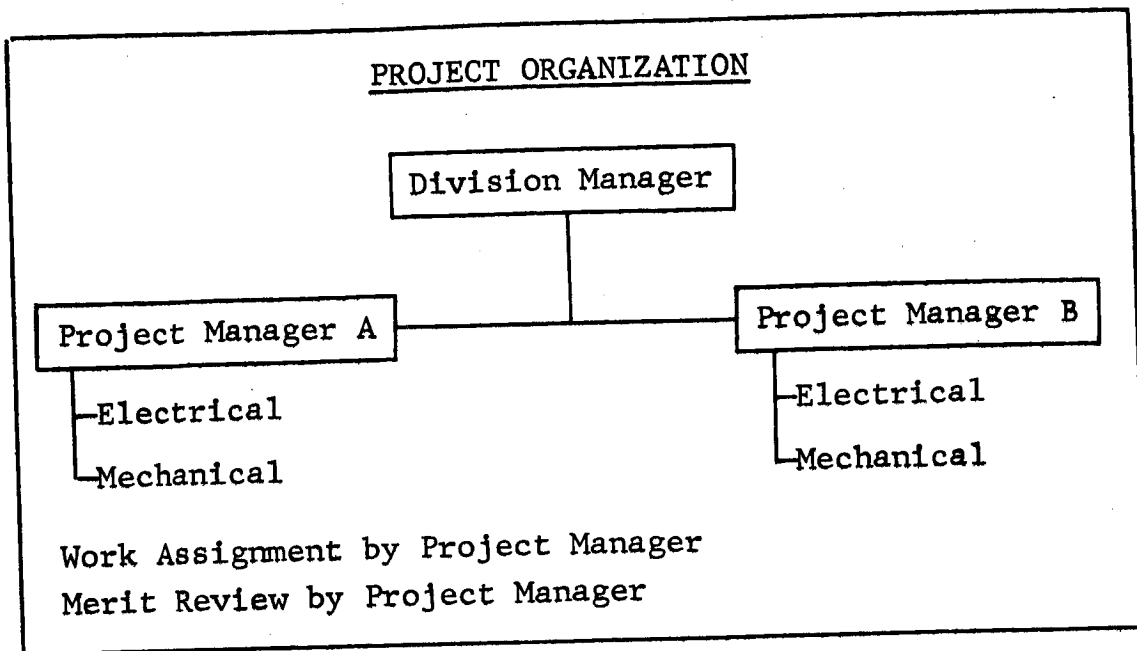 PROJECT ORGANIZATION
Division Manager
Project Manager A
Electrical
Mechanical
Project Manager B
Electrical
Mechanical
Work Assignment by Project Manager
Merit Review by Project Manager